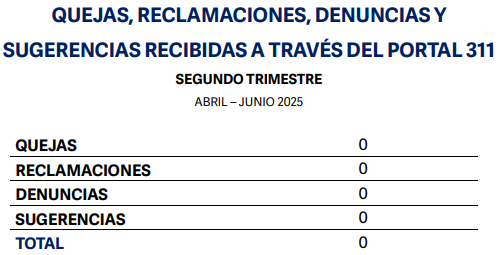 QUEJAS, RECLAMACIONES, DENUNCIAS Y
SUGERENCIAS RECIBIDAS A TRAVÉS DEL PORTAL 311
SEGUNDO TRIMESTRE
ABRIL – JUNIO 2025
QUEJAS 0
RECLAMACIONES 0
DENUNCIAS 0
SUGERENCIAS 0
TOTAL 0